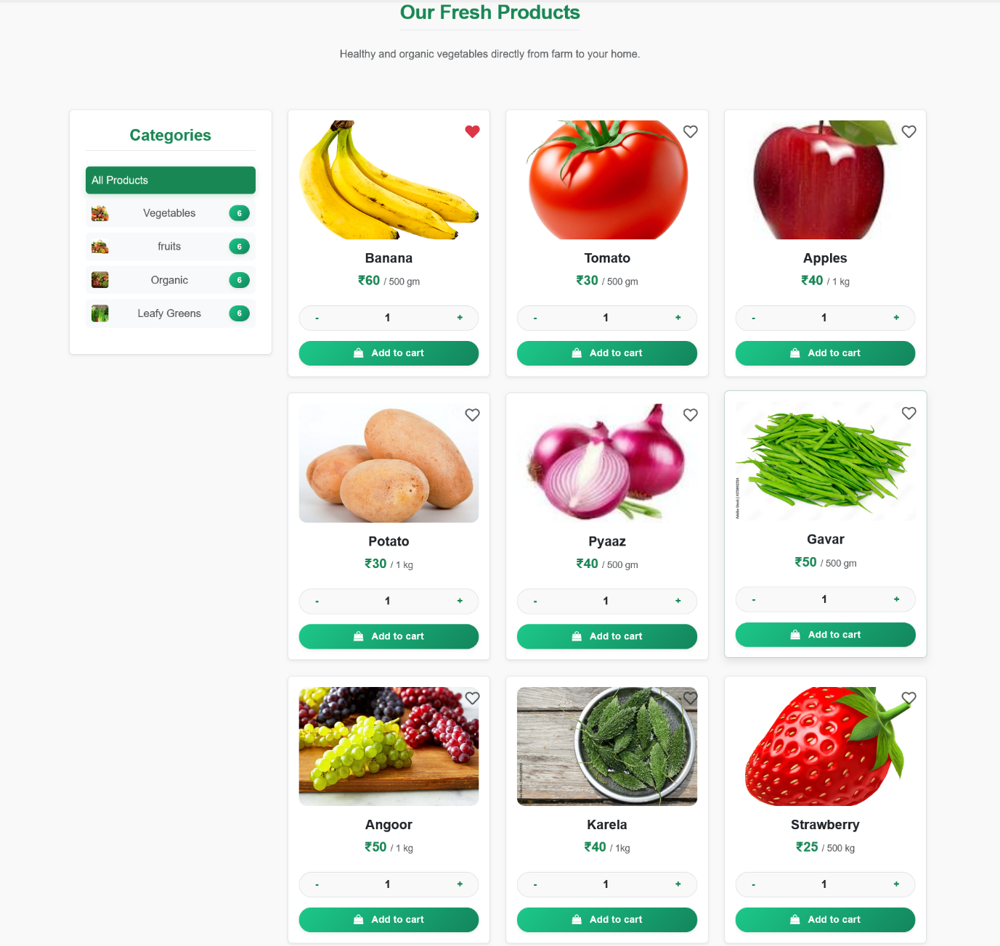 Our Fresh Products
Healthy and organic vegetables directly from farm to your home.
Categories
All Products
Vegetables 6
fruits 6
Organic 6
Leafy Greens 6
Banana
₹60 / 500 gm
- 1 +
Add to cart
Tomato
₹30 / 500 gm
- 1 +
Add to cart
Apples
₹40 / 1 kg
- 1 +
Add to cart
Potato
₹30 / 1 kg
- 1 +
Add to cart
Pyaaz
₹40 / 500 gm
- 1 +
Add to cart
Gavar
₹50 / 500 gm
- 1 +
Add to cart
Angoor
₹50 / 1 kg
- 1 +
Add to cart
Karela
₹40 / 1kg
- 1 +
Add to cart
Strawberry
₹25 / 500 kg
- 1 +
Add to cart